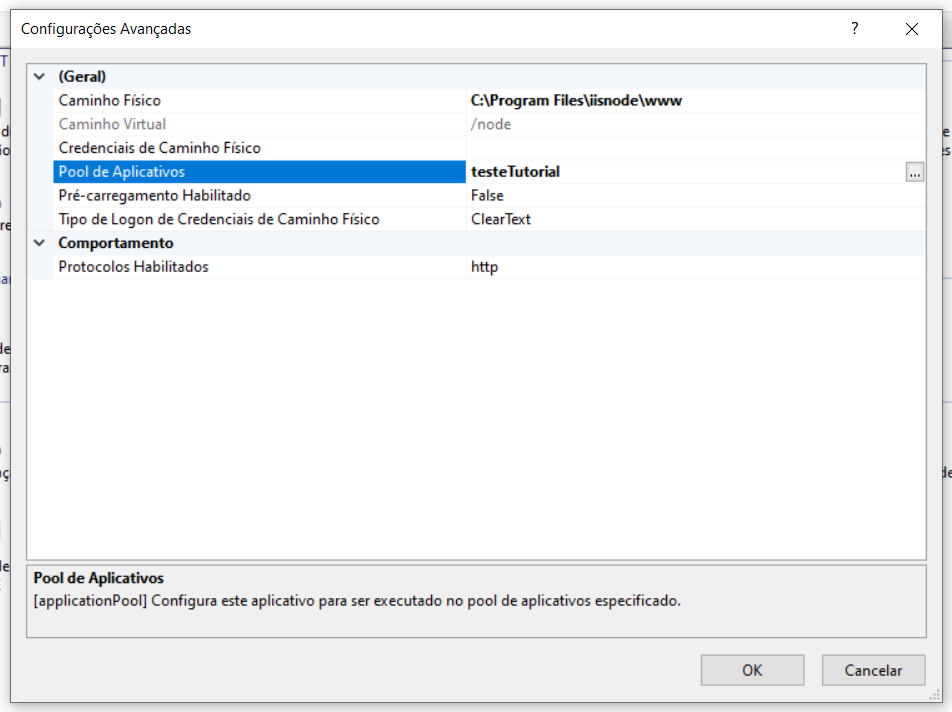 Configurações Avançadas
?
(Geral)
Caminho Físico C:\Program Files\iisnode\www
Caminho Virtual /node
Credenciais de Caminho Físico
Pool de Aplicativos testeTutorial ...
Pré-carregamento Habilitado False
Tipo de Logon de Credenciais de Caminho Físico ClearText
Comportamento
Protocolos Habilitados http
Pool de Aplicativos
[applicationPool] Configura este aplicativo para ser executado no pool de aplicativos especificado.
OK Cancelar